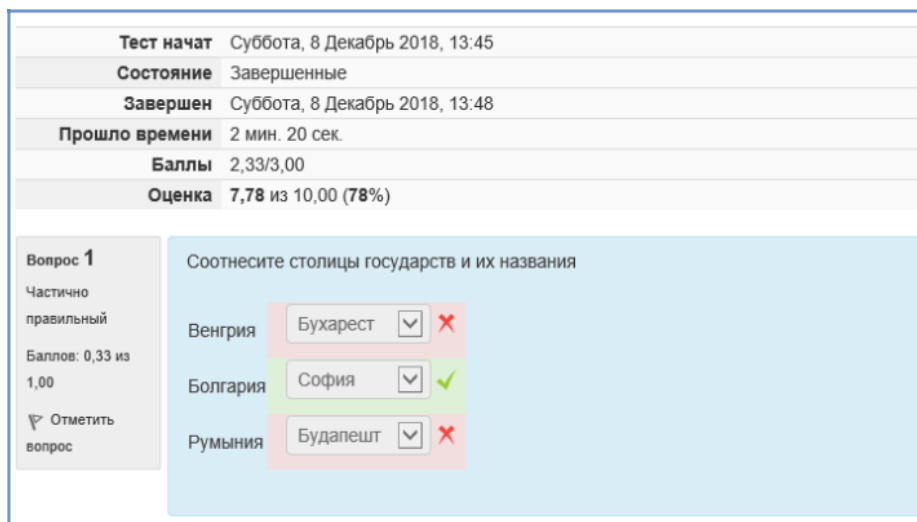 Тест начат Суббота, 8 Декабрь 2018, 13:45
Состояние Завершенные
Завершен Суббота, 8 Декабрь 2018, 13:48
Прошло времени 2 мин. 20 сек.
Баллы 2,33/3,00
Оценка 7,78 из 10,00 (78%)
Вопрос 1
Частично
правильный
Баллов: 0,33 из
1,00
Отметить
вопрос
Соотнесите столицы государств и их названия
Венгрия Бухарест
Болгария София
Румыния Будапешт